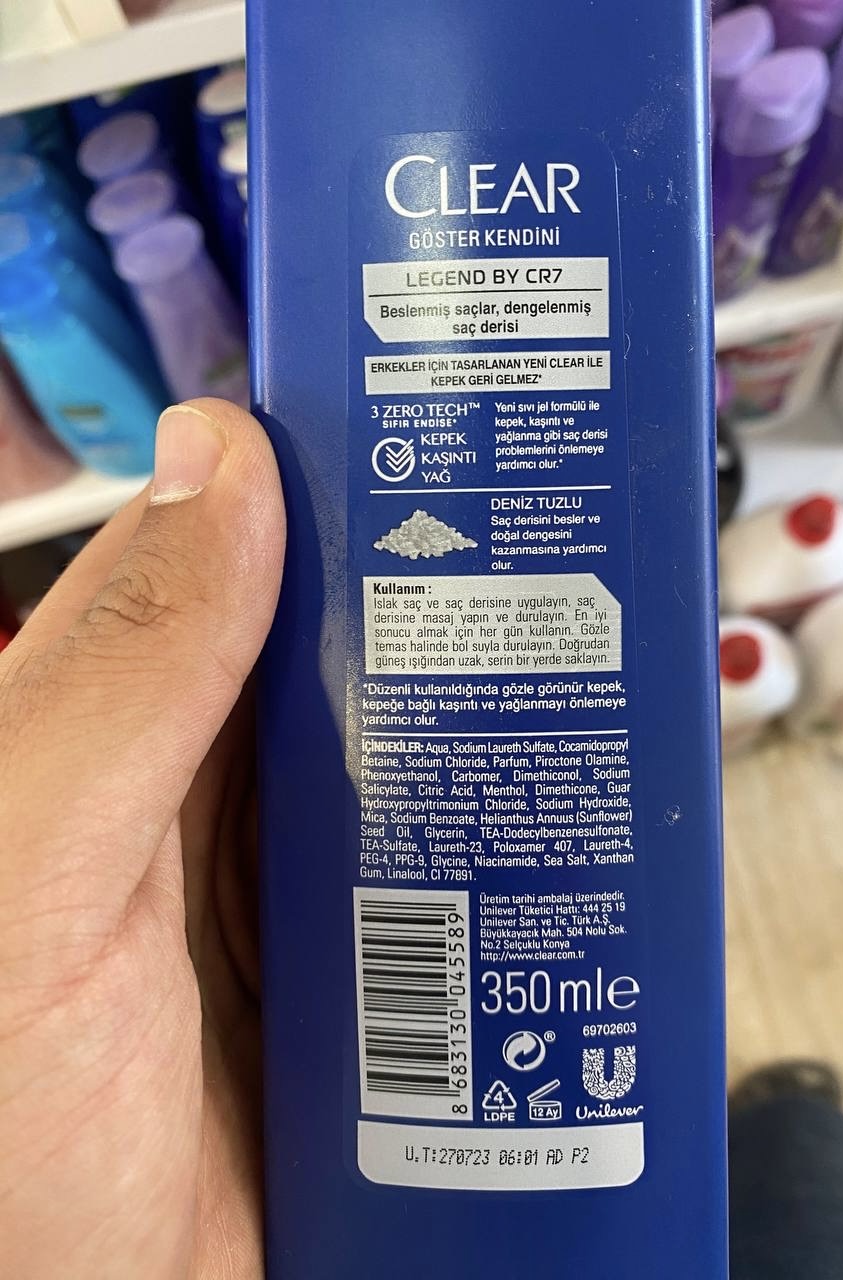 CLEAR
GÖSTER KENDİNİ
LEGEND BY CR7
Beslenmiş saçlar, dengelenmiş
saç derisi
ERKEKLER İÇİN TASARLANAN YENİ CLEAR İLE
KEPEK GERİ GELMEZ*
3 ZERO TECH™
SIFIR ENDİŞE*
KEPEK
KAŞINTI
YAĞ
Yeni sıvı jel formülü ile
kepek, kaşıntı ve
yağlanma gibi saç derisi
problemlerini önlemeye
yardımcı olur.*
DENİZ TUZLU
Saç derisini besler ve
doğal dengesini
kazanmasına yardımcı
olur.
Kullanım :
Islak saç ve saç derisine uygulayın, saç
derisine masaj yapın ve durulayın. En iyi
sonucu almak için her gün kullanın. Gözle
temas halinde bol suyla durulayın. Doğrudan
güneş ışığından uzak, serin bir yerde saklayın.
*Düzenli kullanıldığında gözle görünür kepek,
kepeğe bağlı kaşıntı ve yağlanmayı önlemeye
yardımcı olur.
İÇİNDEKİLER: Aqua, Sodium Laureth Sulfate, Cocamidopropyl
Betaine, Sodium Chloride, Parfum, Piroctone Olamine,
Phenoxyethanol, Carbomer, Dimethiconol, Sodium
Salicylate, Citric Acid, Menthol, Dimethicone, Guar
Hydroxypropyltrimonium Chloride, Sodium Hydroxide,
Mica, Sodium Benzoate, Helianthus Annuus (Sunflower)
Seed Oil, Glycerin, TEA-Dodecylbenzenesulfonate,
TEA-Sulfate, Laureth-23, Poloxamer 407, Laureth-4,
PEG-4, PPG-9, Glycine, Niacinamide, Sea Salt, Xanthan
Gum, Linalool, CI 77891.
8 683130 045589
Üretim tarihi ambalaj üzerindedir.
Unilever Tüketici Hattı: 444 25 19
Unilever San. ve Tic. Türk A.Ş.
Büyükkayacık Mah. 504 Nolu Sok.
No.2 Selçuklu Konya
http://www.clear.com.tr
350 ml e
69702603
®
4
LDPE
12 Ay
Unilever
U.T:270723 06:01 AD P2